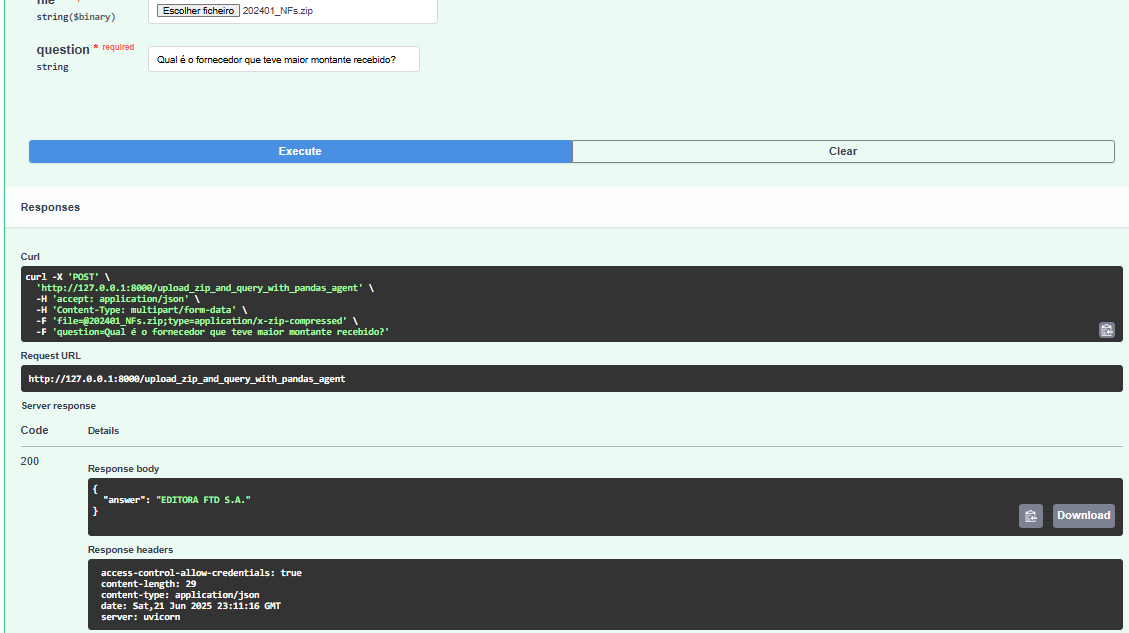 file
string($binary)
Escolher ficheiro 202401_NFs.zip
question * required
string
Qual é o fornecedor que teve maior montante recebido?
Execute
Clear
Responses
Curl
curl -X 'POST' \
'http://127.0.0.1:8000/upload_zip_and_query_with_pandas_agent' \
-H 'accept: application/json' \
-H 'Content-Type: multipart/form-data' \
-F 'file=@202401_NFs.zip;type=application/x-zip-compressed' \
-F 'question=Qual é o fornecedor que teve maior montante recebido?'
Request URL
http://127.0.0.1:8000/upload_zip_and_query_with_pandas_agent
Server response
Code
Details
200
Response body
{
"answer": "EDITORA FTD S.A."
}
Download
Response headers
access-control-allow-credentials: true
content-length: 29
content-type: application/json
date: Sat,21 Jun 2025 23:11:16 GMT
server: uvicorn